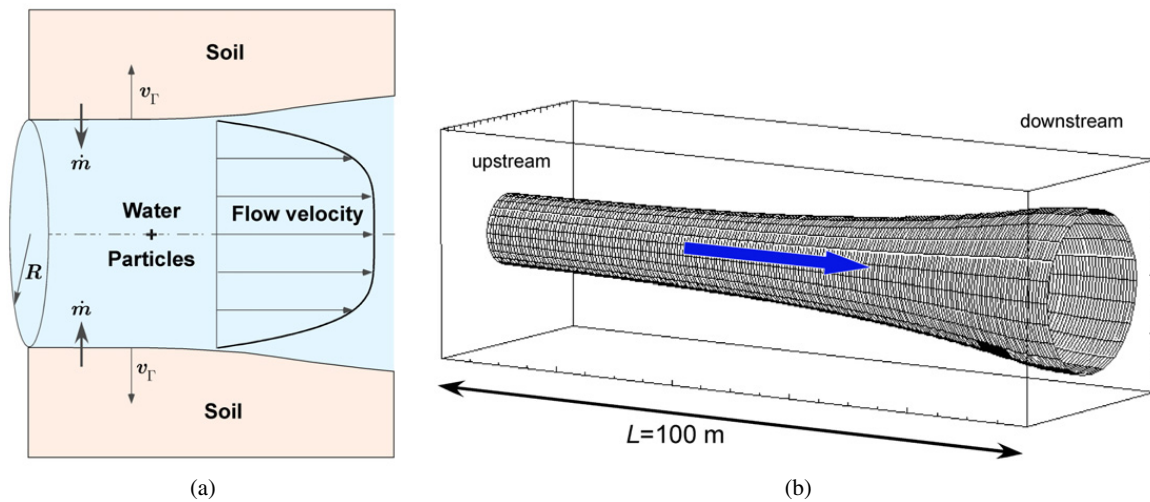 Soil
v_Γ
ṁ
Water
+
Particles
Flow velocity
R
ṁ
v_Γ
Soil
(a)
downstream
upstream
L=100 m
(b)